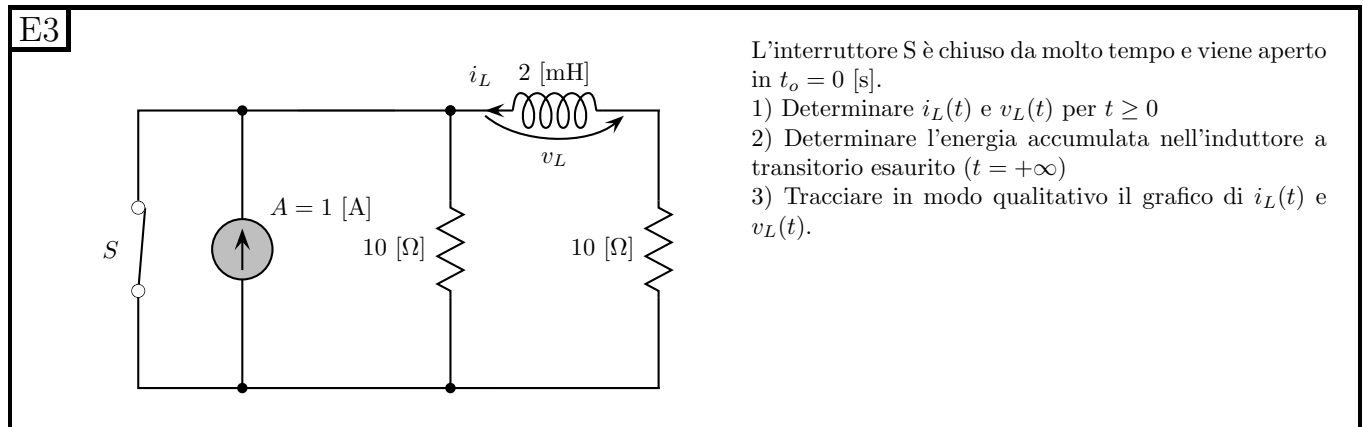 E3
L'interruttore S è chiuso da molto tempo e viene aperto
in $t_o = 0$ [s].
1) Determinare $i_L(t)$ e $v_L(t)$ per $t \geq 0$
2) Determinare l'energia accumulata nell'induttore a
transitorio esaurito ($t = +\infty$)
3) Tracciare in modo qualitativo il grafico di $i_L(t)$ e
$v_L(t)$.
$i_L$ 2 [mH]
$v_L$
$A = 1$ [A]
$S$ 10 [Ω] 10 [Ω]